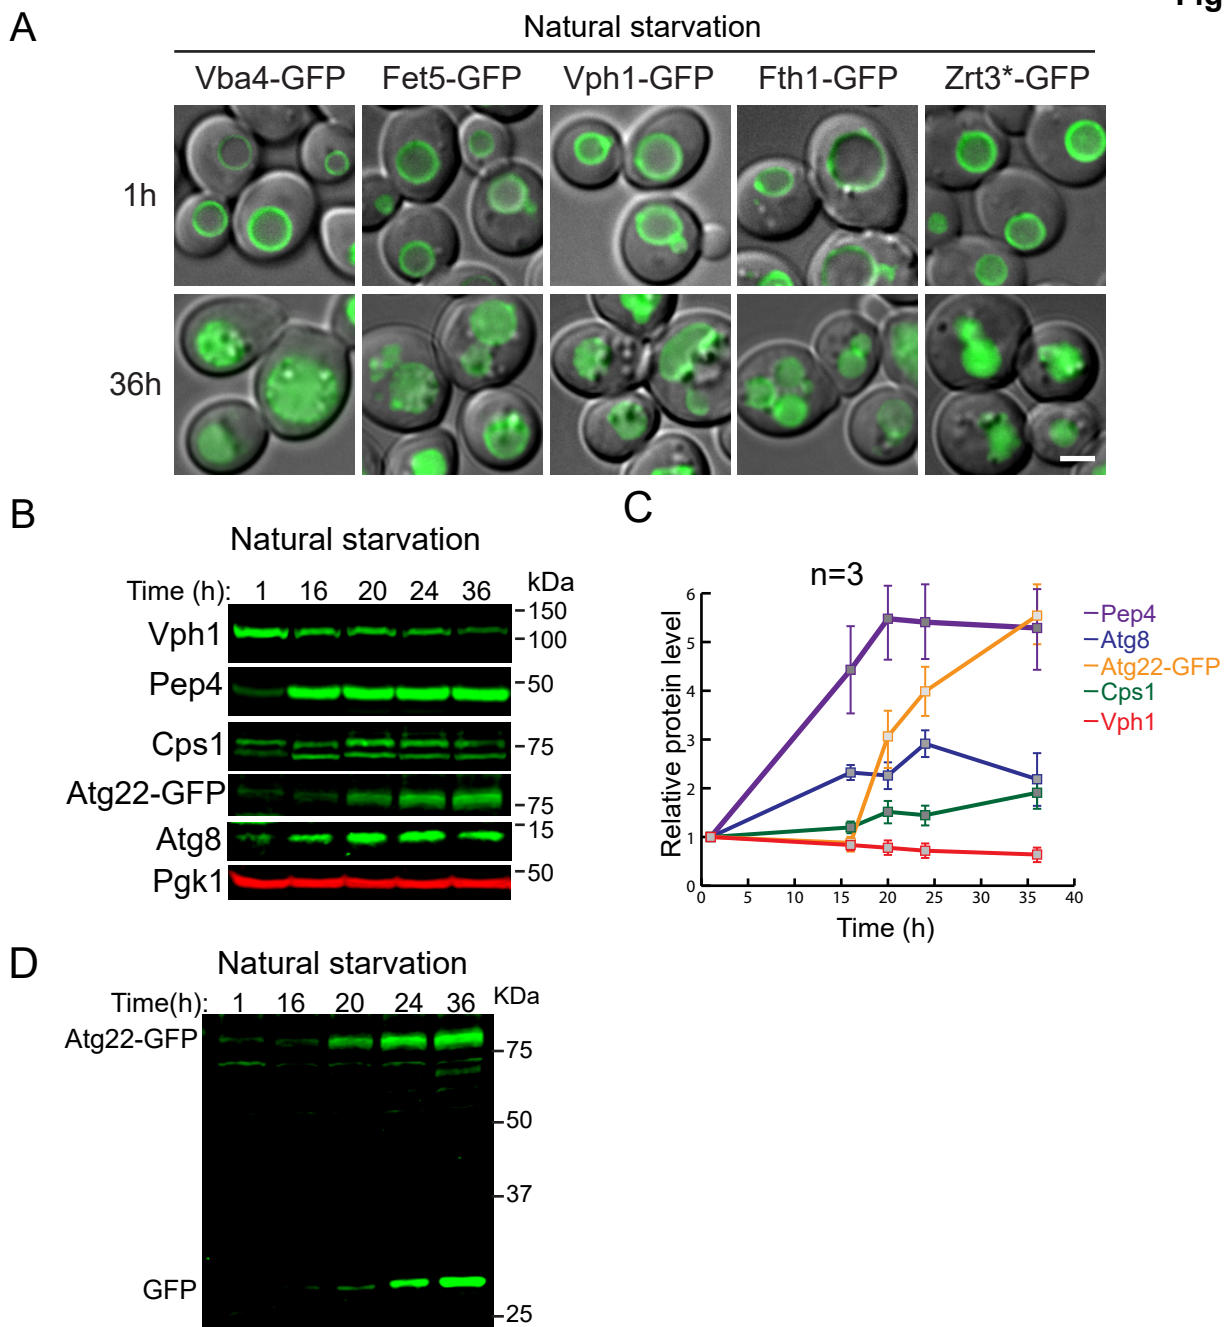 Fig
A
Natural starvation
Vba4-GFP Fet5-GFP Vph1-GFP Fth1-GFP Zrt3*-GFP
1h
36h
B
Natural starvation
Time (h): 1 16 20 24 36 kDa
Vph1
150
100
Pep4
50
Cps1
75
Atg22-GFP
75
Atg8
15
Pgk1
50
C
n=3
Relative protein level
6
5
4
3
2
1
0
0 5 10 15 20 25 30 35 40
Time (h)
Pep4
Atg8
Atg22-GFP
Cps1
Vph1
D
Natural starvation
Time(h): 1 16 20 24 36 KDa
Atg22-GFP
75
50
37
GFP
25